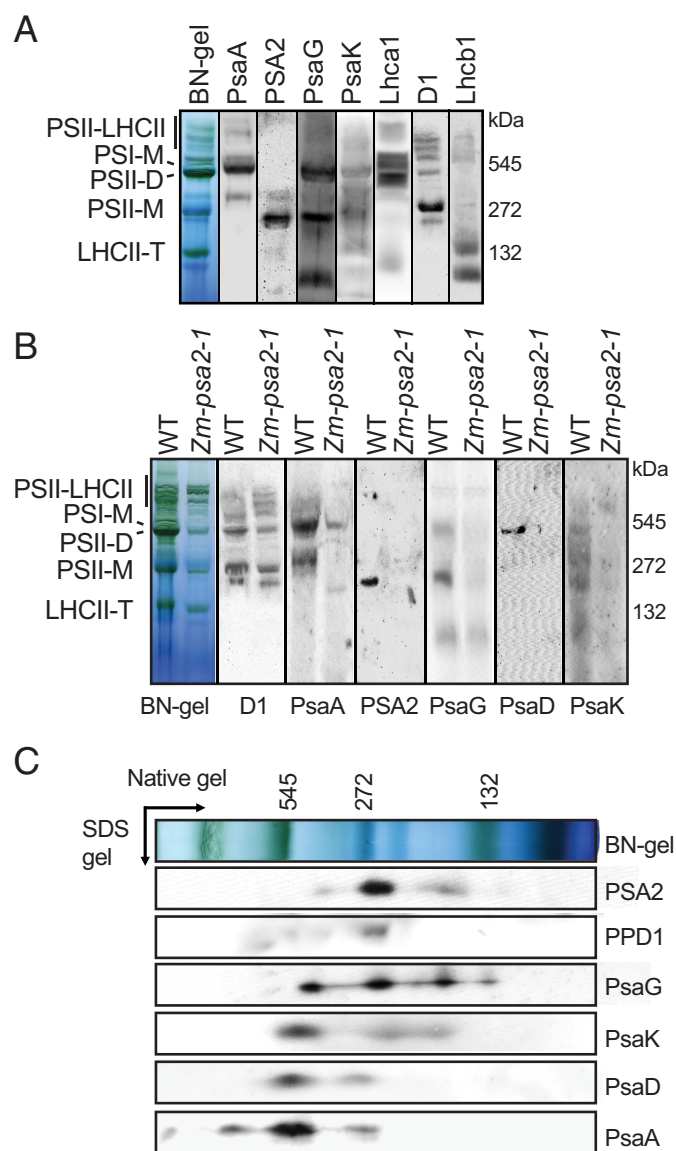 A
BN-gel PsaA PSA2 PsaG PsaK Lhca1 D1 Lhcb1
kDa
PSII-LHCII
PSI-M
PSII-D
PSII-M
LHCII-T
545
272
132
B
WT Zm-psa2-1 WT Zm-psa2-1 WT Zm-psa2-1 WT Zm-psa2-1 WT Zm-psa2-1 WT Zm-psa2-1 WT Zm-psa2-1
kDa
PSII-LHCII
PSI-M
PSII-D
PSII-M
LHCII-T
545
272
132
BN-gel D1 PsaA PSA2 PsaG PsaD PsaK
C
Native gel 545 272 132
SDS
gel
BN-gel
PSA2
PPD1
PsaG
PsaK
PsaD
PsaA